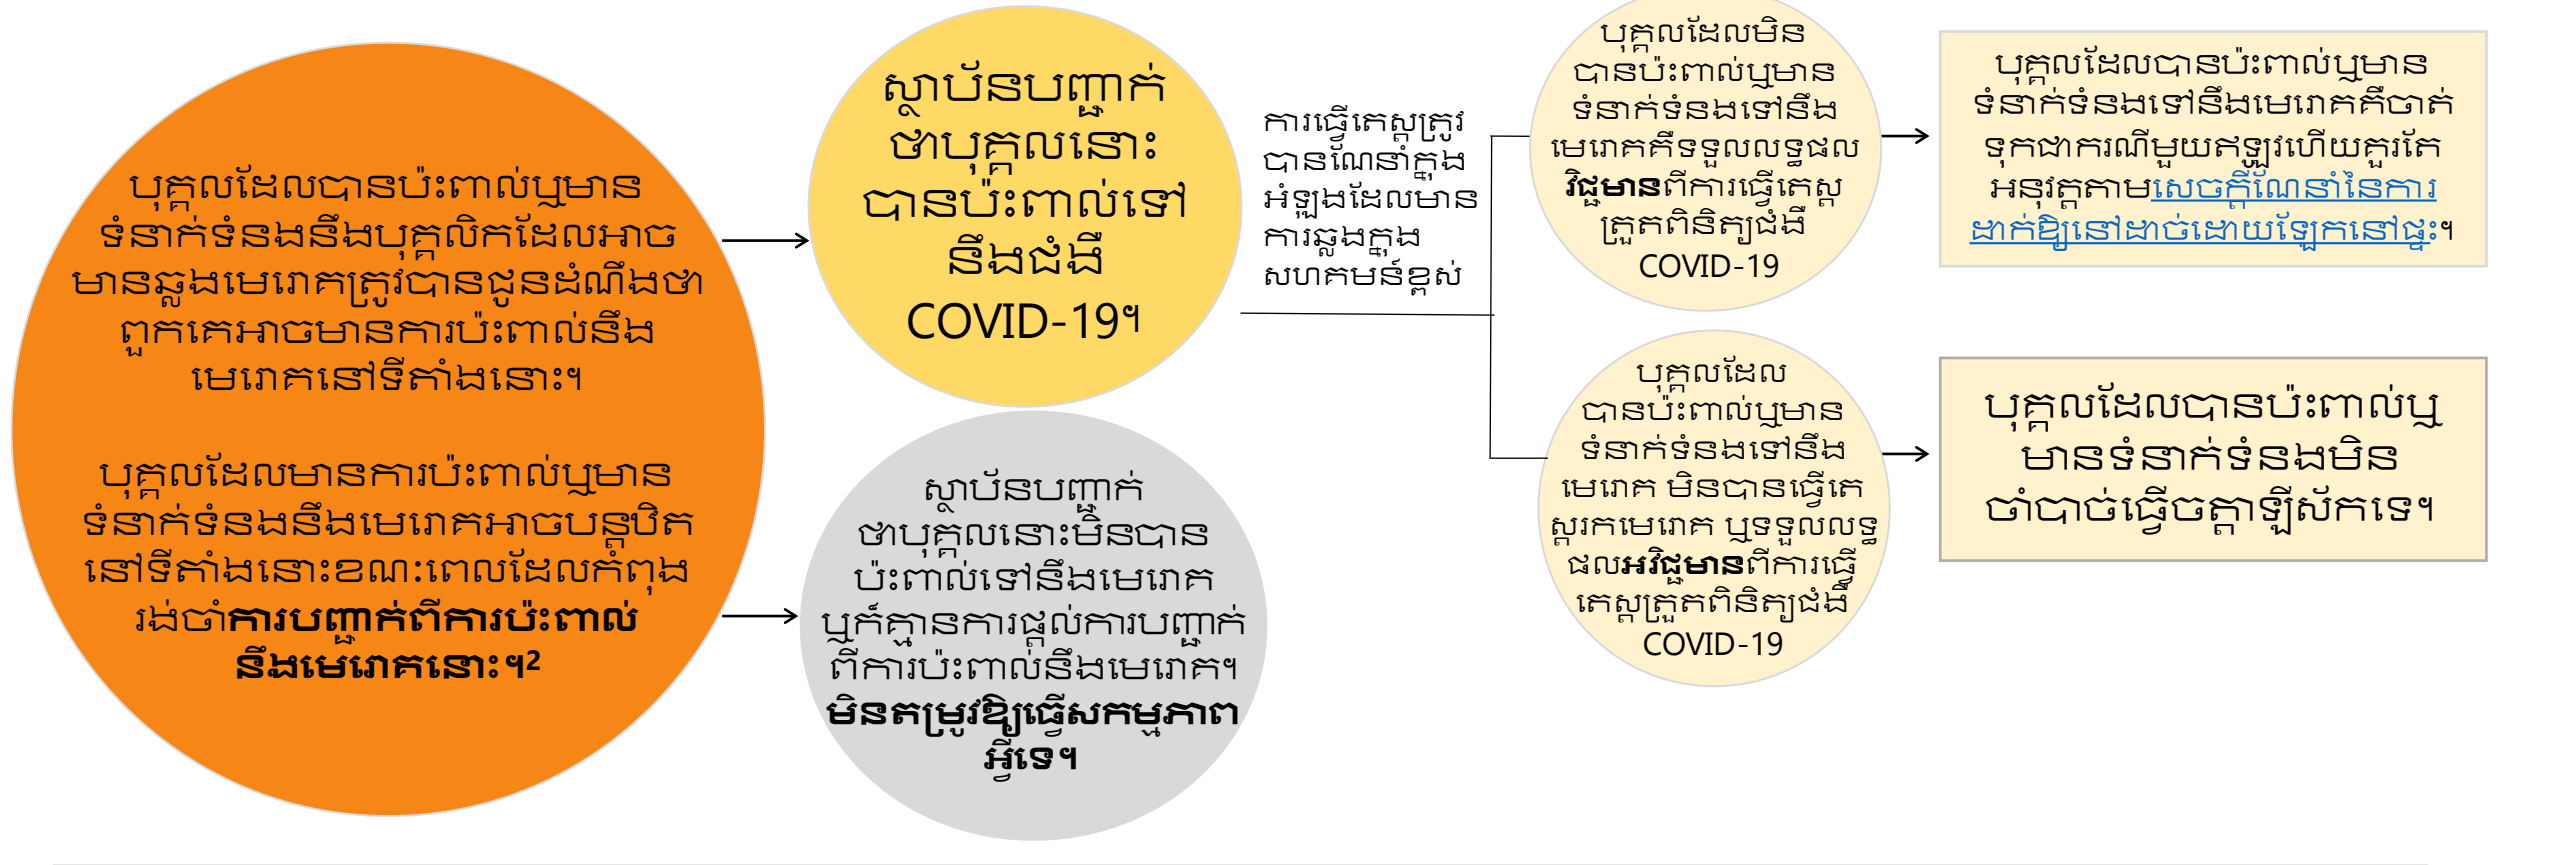 បុគ្គលដែលបានប៉ះពាល់ឬមាន
ទំនាក់ទំនងនឹងបុគ្គលិកដែលអាច
មានឆ្លងមេរោគត្រូវបានជូនដំណឹងថា
ពួកគេអាចមានការប៉ះពាល់នឹង
មេរោគនៅទីតាំងនោះ។
បុគ្គលដែលមានការប៉ះពាល់ឬមាន
ទំនាក់ទំនងនឹងមេរោគអាចបន្តឋិត
នៅទីតាំងនោះខណៈពេលដែលកំពុង
រង់ចាំការបញ្ជាក់ពីការប៉ះពាល់
នឹងមេរោគនោះ។2
ស្ថាប័នបញ្ជាក់
ថាបុគ្គលនោះ
បានប៉ះពាល់ទៅ
នឹងជំងឺ
COVID-19។
ស្ថាប័នបញ្ជាក់
ថាបុគ្គលនោះមិនបាន
ប៉ះពាល់ទៅនឹងមេរោគ
ឬក៏គ្មានការផ្តល់ការបញ្ជាក់
ពីការប៉ះពាល់នឹងមេរោគ។
មិនតម្រូវឱ្យធ្វើសកម្មភាព
អ្វីទេ។
ការធ្វើតេស្តត្រូវ
បានណែនាំក្នុង
អំឡុងដែលមាន
ការឆ្លងក្នុង
សហគមន៍ខ្ពស់
បុគ្គលដែលមិន
បានប៉ះពាល់ឬមាន
ទំនាក់ទំនងទៅនឹង
មេរោគគឺទទួលលទ្ធផល
វិជ្ជមានពីការធ្វើតេស្ត
ត្រួតពិនិត្យជំងឺ
COVID-19
បុគ្គលដែលបានប៉ះពាល់ឬមាន
ទំនាក់ទំនងទៅនឹងមេរោគគឺចាត់
ទុកជាករណីមួយឥឡូវហើយគួរតែ
អនុវត្តតាមសេចក្តីណែនាំនៃការ
ដាក់ឱ្យនៅដាច់ដោយឡែកនៅផ្ទះ។
បុគ្គលដែល
បានប៉ះពាល់ឬមាន
ទំនាក់ទំនងទៅនឹង
មេរោគ មិនបានធ្វើតេ
ស្តរកមេរោគ ឬទទួលលទ្ធ
ផលអវិជ្ជមានពីការធ្វើ
តេស្តត្រួតពិនិត្យជំងឺ
COVID-19
បុគ្គលដែលបានប៉ះពាល់ឬ
មានទំនាក់ទំនងមិន
ចាំបាច់ធ្វើចត្តាឡីស័កទេ។